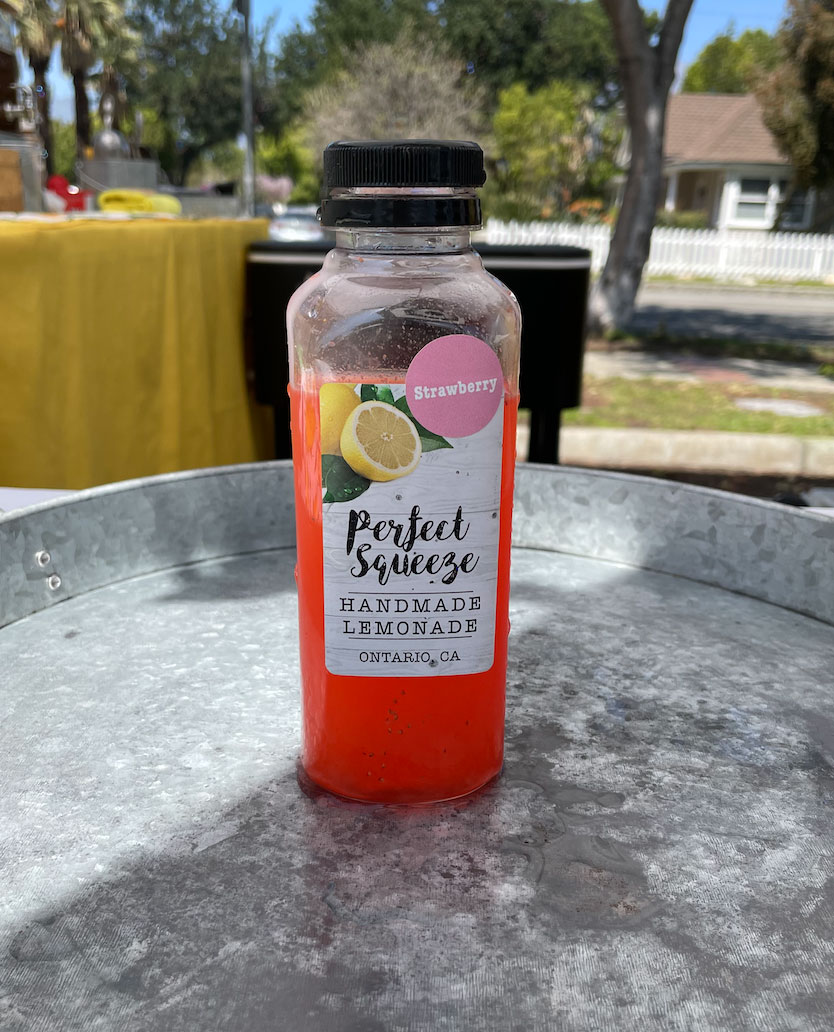 Strawberry
Perfect
Squeeze
HANDMADE
LEMONADE
ONTARIO, CA